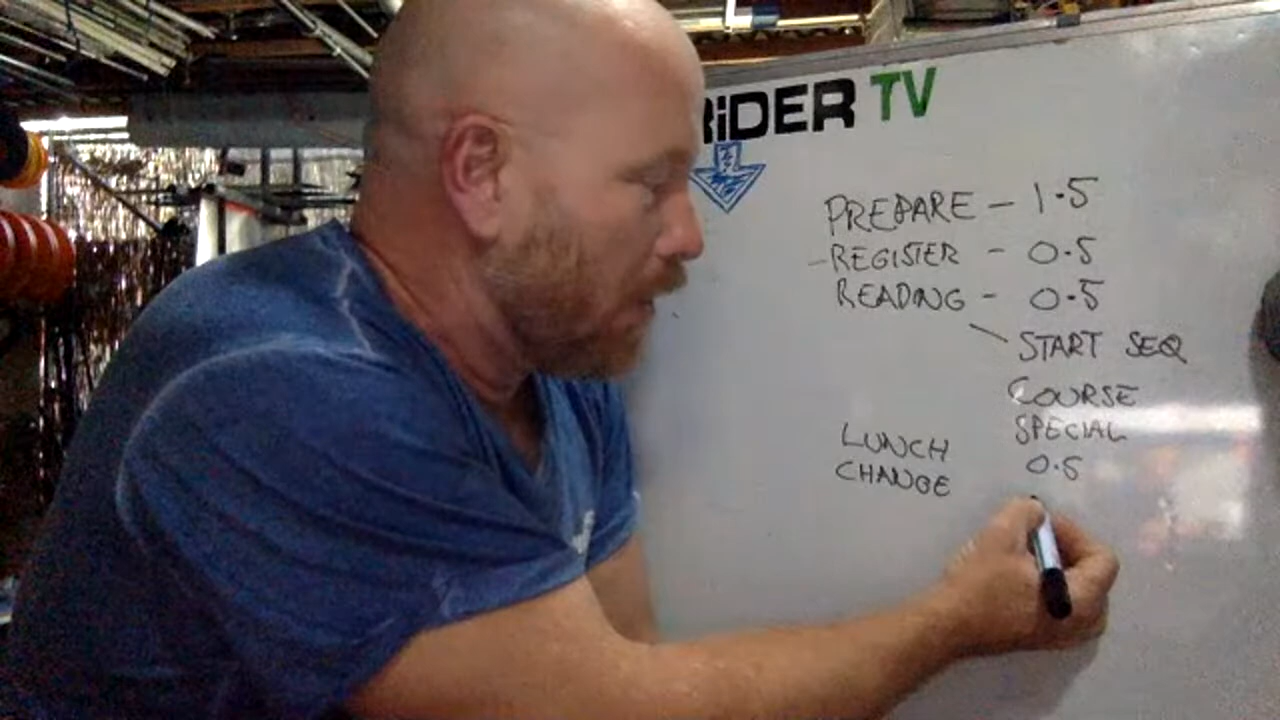 RiDER TV
PREPARE - 1.5
-REGISTER - 0.5
READING - 0.5
START SEQ
COURSE
SPECIAL
LUNCH
0.5
CHANGE